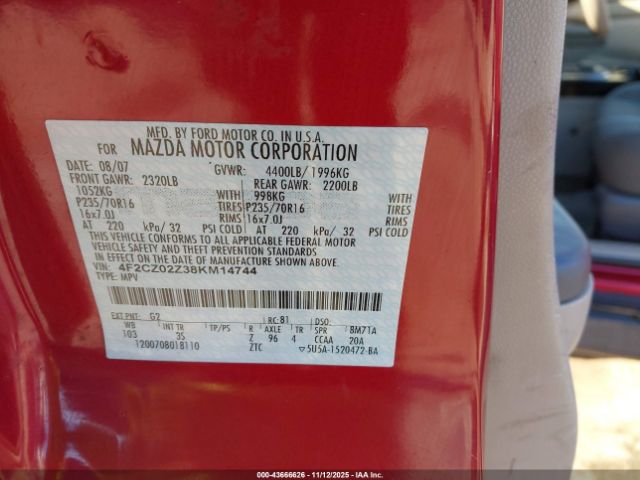 MFD. BY FORD MOTOR CO. IN U.S.A.
FOR MAZDA MOTOR CORPORATION
DATE: 08/07 GVWR: 4400LB/ 1996KG
FRONT GAWR: 2320LB REAR GAWR: 2200LB
1052KG WITH 998KG WITH
P235/70R16 TIRES P235/70R16 TIRES
16x7.0J RIMS 16x7.0J RIMS
AT 220 kPa/ 32 PSI COLD AT 220 kPa/ 32 PSI COLD
THIS VEHICLE CONFORMS TO ALL APPLICABLE FEDERAL MOTOR
VEHICLE SAFETY AND THEFT PREVENTION STANDARDS
IN EFFECT ON THE DATE OF MANUFACTURE SHOWN ABOVE.
VIN: 4F2CZ02Z38KM14744
TYPE: MPV
EXT PNT: G2 RC: 81 DSO:
WB INT TR TP/PS R AXLE TR SPR 8M71A
103 3S Z 96 4 CCAA 20A
1200708018110 ZTC 5U5A-1520472-BA
000-43666626 - 11/12/2025 - IAA Inc.